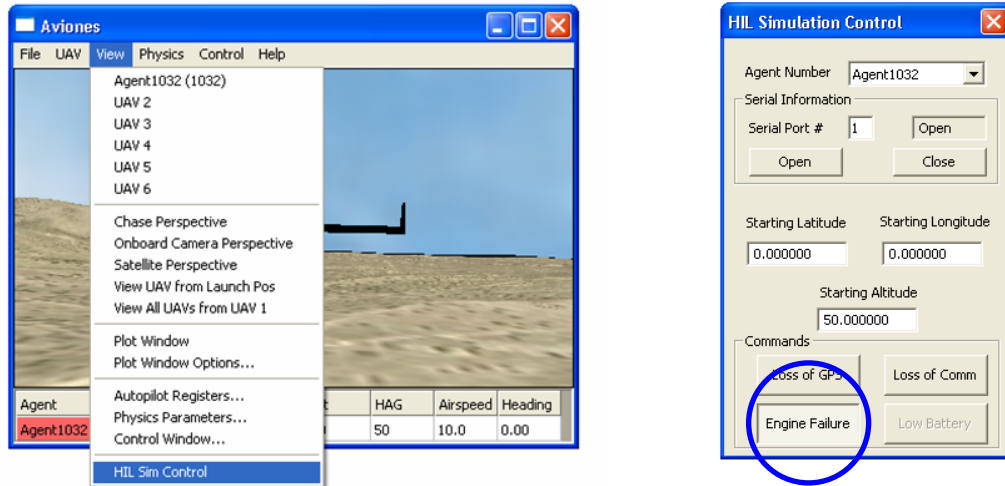 Aviones
File UAV View Physics Control Help
Agent1032 (1032)
UAV 2
UAV 3
UAV 4
UAV 5
UAV 6
Chase Perspective
Onboard Camera Perspective
Satellite Perspective
View UAV from Launch Pos
View All UAVs from UAV 1
Plot Window
Plot Window Options...
Autopilot Registers...
Physics Parameters...
Control Window...
HIL Sim Control
Agent HAG Airspeed Heading
Agent1032 50 10.0 0.00
HIL Simulation Control
Agent Number Agent1032
Serial Information
Serial Port # 1 Open
Open Close
Starting Latitude Starting Longitude
0.000000 0.000000
Starting Altitude
50.000000
Commands
Loss of GPS Loss of Comm
Engine Failure Low Battery